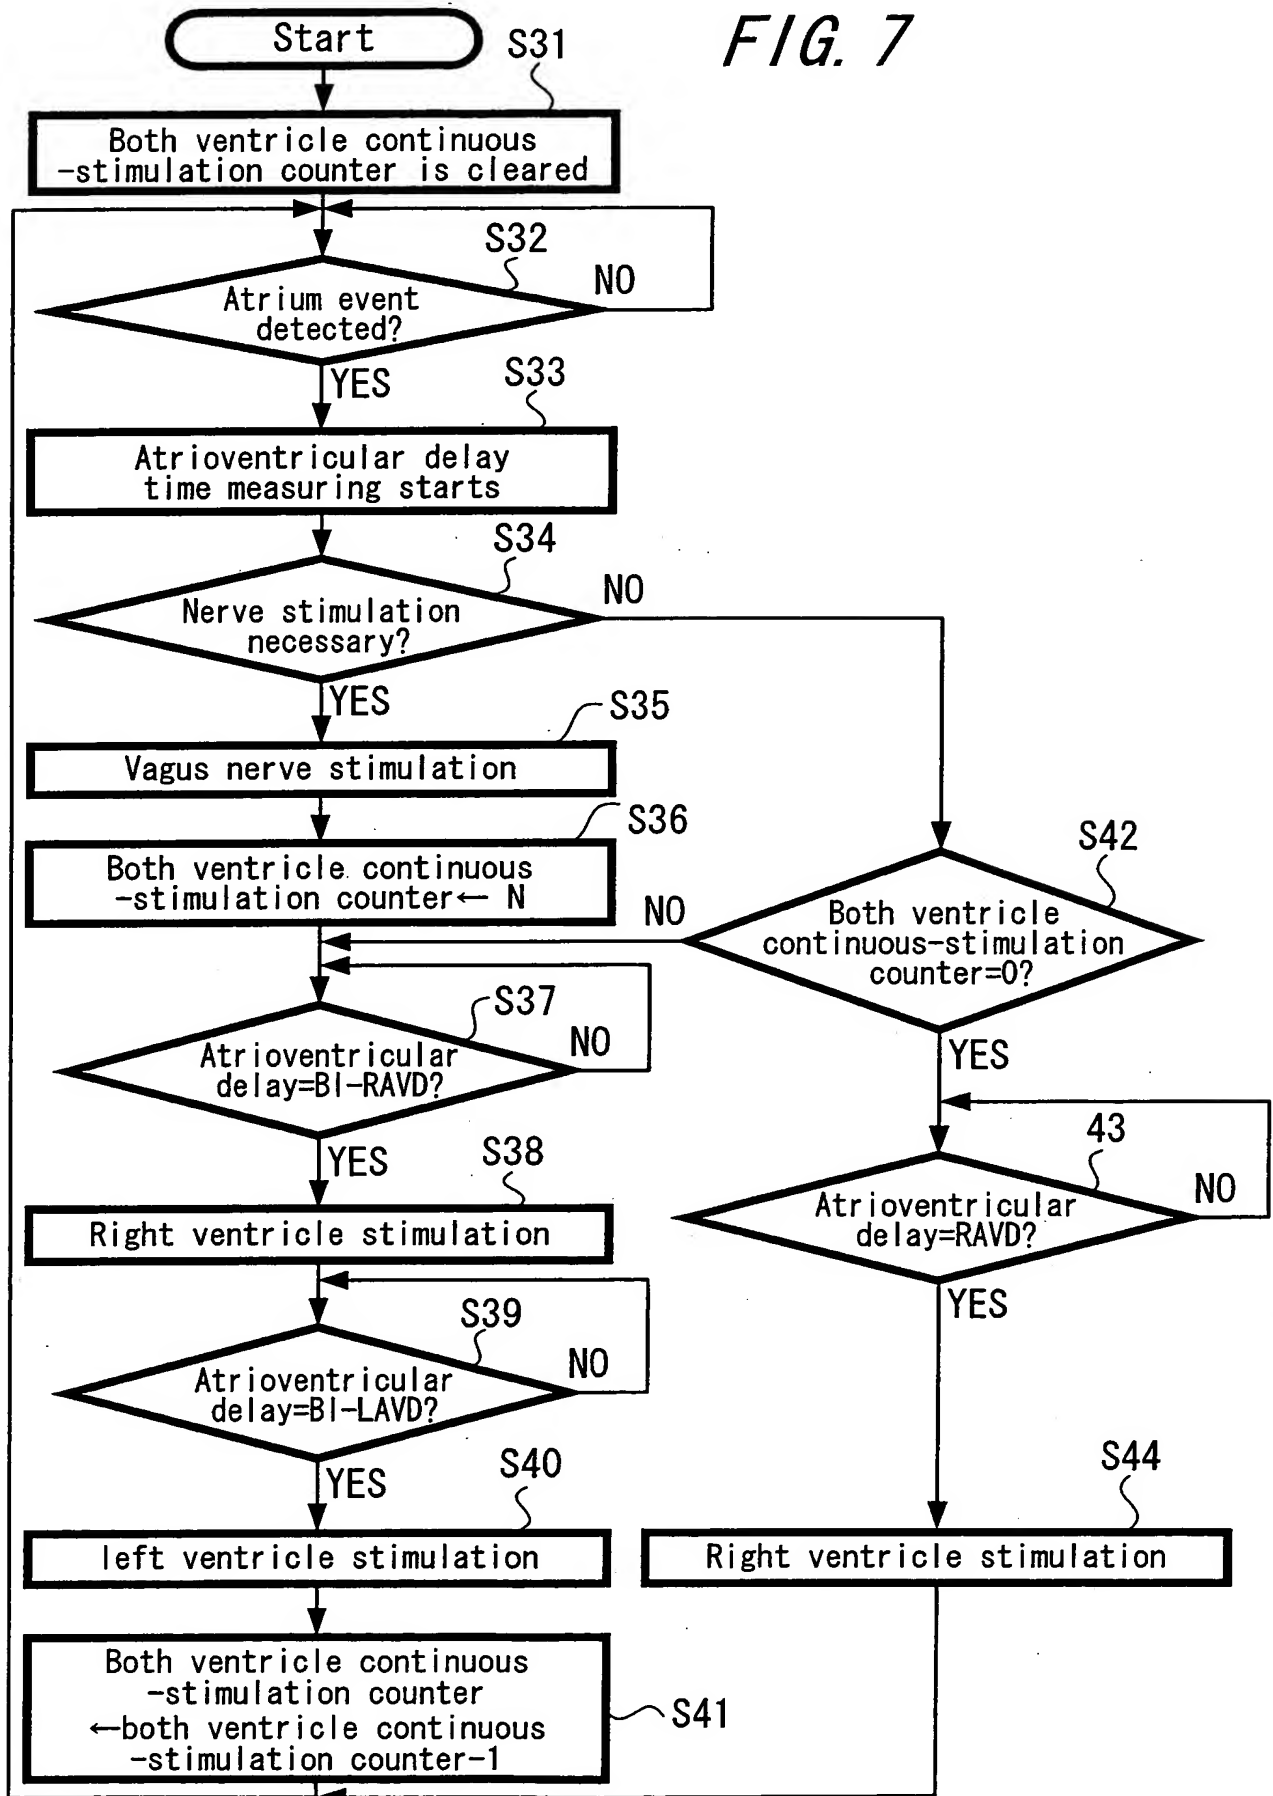 FIG. 7
Start
S31
Both ventricle continuous
-stimulation counter is cleared
S32
Atrium event
detected?
NO
YES
S33
Atrioventricular delay
time measuring starts
S34
Nerve stimulation
necessary?
NO
YES
S35
Vagus nerve stimulation
S36
Both ventricle continuous
-stimulation counter← N
S42
Both ventricle
continuous-stimulation
counter=0?
NO
YES
S37
Atrioventricular
delay=BI-RAVD?
NO
YES
S38
Right ventricle stimulation
43
Atrioventricular
delay=RAVD?
NO
YES
S39
Atrioventricular
delay=BI-LAVD?
NO
YES
S40
left ventricle stimulation
S44
Right ventricle stimulation
Both ventricle continuous
-stimulation counter
←both ventricle continuous
-stimulation counter-1
S41